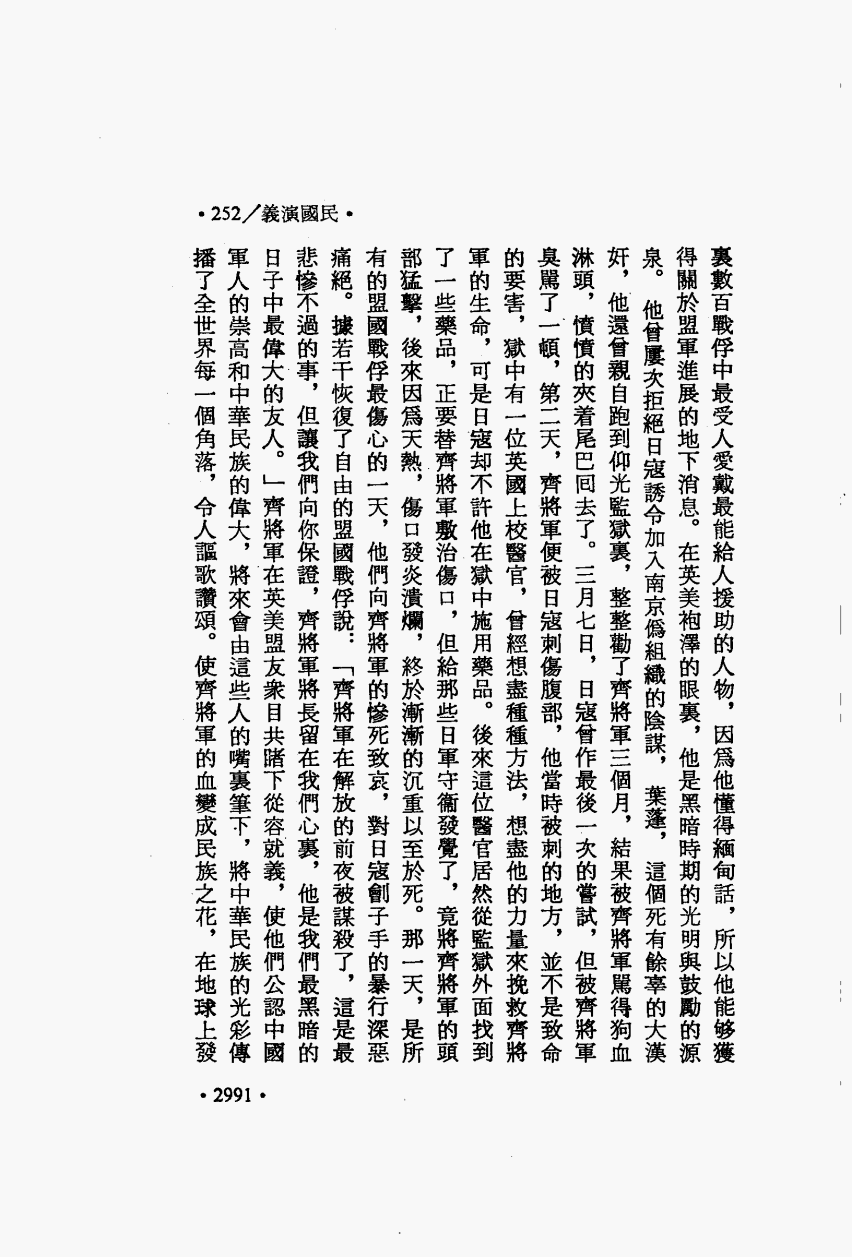 •252／義演國民•
裏數百戰俘中最受人愛戴最能給人援助的人物，因爲他懂得緬甸話，所以他能够獲
得關於盟軍進展的地下消息。在英美袍澤的眼裏，他是黑暗時期的光明與鼓勵的源
泉。他曾屢次拒絕日寇誘令加入南京僞組織的陰謀，葉蓬，這個死有餘辜的大漢
奸，他還曾親自跑到仰光監獄裏，整整勸了齊將軍三個月，結果被齊將軍罵得狗血
淋頭，憤憤的夾着尾巴囘去了。三月七日，日寇曾作最後一次的嘗試，但被齊將軍
臭罵了一頓，第二天，齊將軍便被日寇刺傷腹部，他當時被刺的地方，並不是致命
的要害，獄中有一位英國上校醫官，曾經想盡種種方法，想盡他的力量來挽救齊將
軍的生命，可是日寇却不許他在獄中施用藥品。後來這位醫官居然從監獄外面找到
了一些藥品，正要替齊將軍敷治傷口，但給那些日軍守衞發覺了，竟將齊將軍的頭
部猛擊，後來因爲天熱，傷口發炎潰爛，終於漸漸的沉重以至於死。那一天，是所
有的盟國戰俘最傷心的一天，他們向齊將軍的慘死致哀，對日寇劊子手的暴行深惡
痛絕。據若干恢復了自由的盟國戰俘說：「齊將軍在解放的前夜被謀殺了，這是最
悲慘不過的事，但讓我們向你保證，齊將軍將長留在我們心裏，他是我們最黑暗的
日子中最偉大的友人。」齊將軍在英美盟友衆目共睹下從容就義，使他們公認中國
軍人的崇高和中華民族的偉大，將來會由這些人的嘴裏筆下，將中華民族的光彩傳
播了全世界每一個角落，令人謳歌讚頌。使齊將軍的血變成民族之花，在地球上發
•2991•